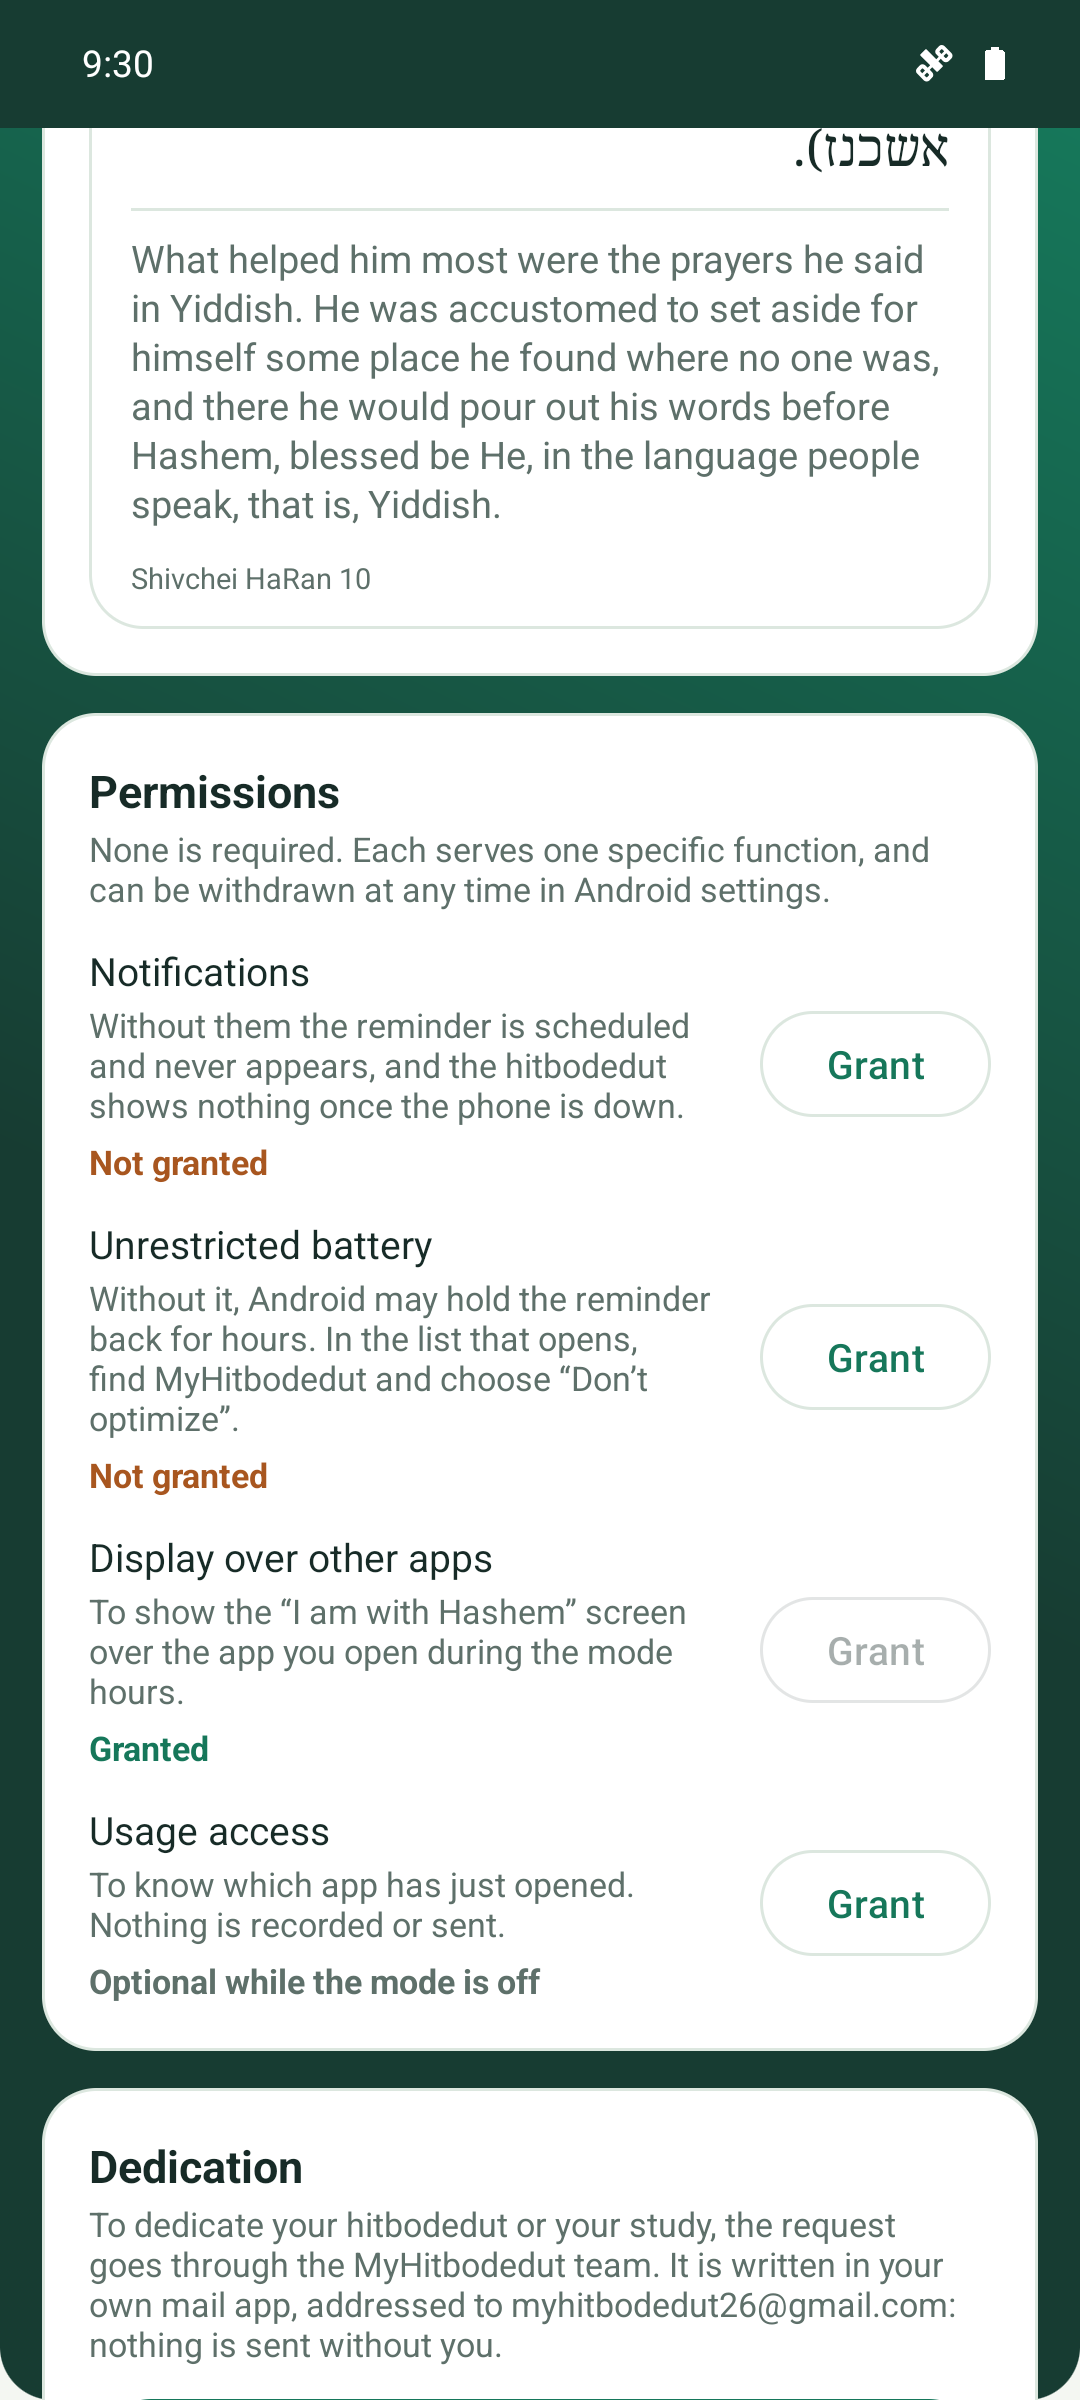 9:30
אשכנז).
What helped him most were the prayers he said
in Yiddish. He was accustomed to set aside for
himself some place he found where no one was,
and there he would pour out his words before
Hashem, blessed be He, in the language people
speak, that is, Yiddish.
Shivchei HaRan 10
Permissions
None is required. Each serves one specific function, and
can be withdrawn at any time in Android settings.
Notifications
Without them the reminder is scheduled
and never appears, and the hitbodedut
shows nothing once the phone is down.
Grant
Not granted
Unrestricted battery
Without it, Android may hold the reminder
back for hours. In the list that opens,
find MyHitbodedut and choose “Don’t
optimize”.
Grant
Not granted
Display over other apps
To show the “I am with Hashem” screen
over the app you open during the mode
hours.
Grant
Granted
Usage access
To know which app has just opened.
Nothing is recorded or sent.
Grant
Optional while the mode is off
Dedication
To dedicate your hitbodedut or your study, the request
goes through the MyHitbodedut team. It is written in your
own mail app, addressed to myhitbodedut26@gmail.com:
nothing is sent without you.